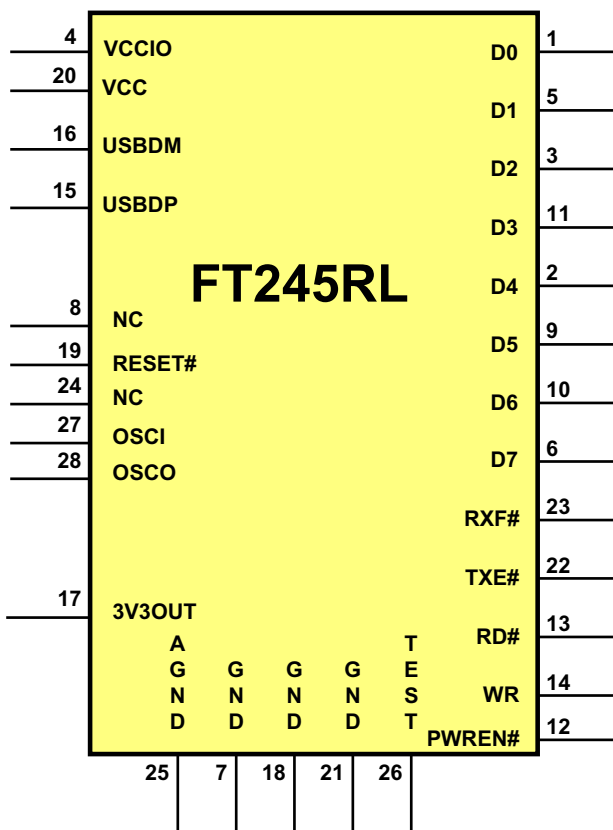 4 VCCIO D0 1
20 VCC
D1 5
16 USBDM
D2 3
15 USBDP
D3 11
FT245RL
D4 2
8 NC
D5 9
19 RESET#
24 NC
D6 10
27 OSCI
28 OSCO
D7 6
RXF# 23
TXE# 22
17 3V3OUT
RD# 13
AGND GND GND GND TEST
WR 14
PWREN# 12
25 7 18 21 26